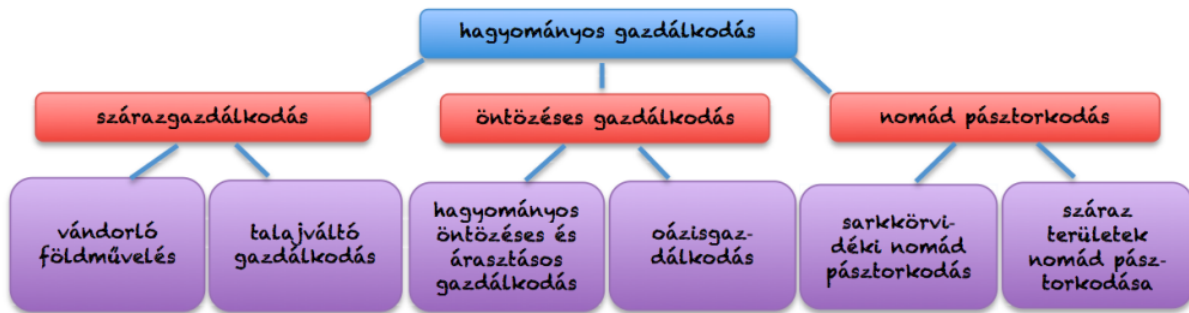 hagyományos gazdálkodás
szárazgazdálkodás
öntözéses gazdálkodás
nomád pásztorkodás
vándorló
földművelés
talajváltó
gazdálkodás
hagyományos
öntözéses és
árasztásos
gazdálkodás
oázisgaz-
dálkodás
sarkkörvi-
déki nomád
pásztorkodás
száraz
területek
nomád pász-
torkodása